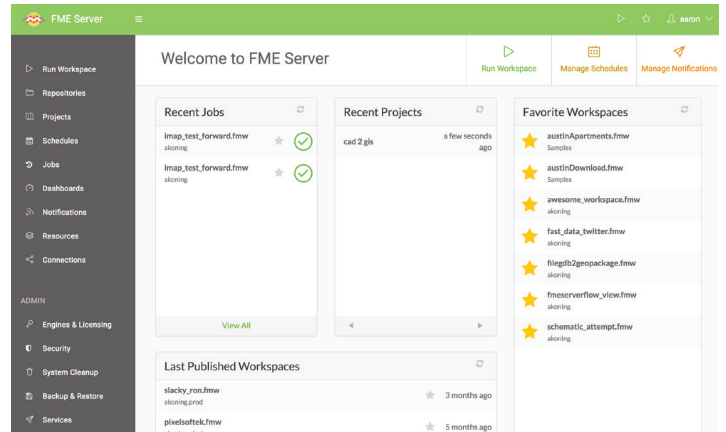 FME Server
aaron
Run Workspace
Repositories
Projects
Schedules
Jobs
Dashboards
Notifications
Resources
Connections
ADMIN
Engines & Licensing
Security
System Cleanup
Backup & Restore
Services
Welcome to FME Server
Run Workspace
Manage Schedules
Manage Notifications
Recent Jobs
imap_test_forward.fmw
akoning
imap_test_forward.fmw
akoning
View All
Recent Projects
cad 2 gis
a few seconds
ago
Favorite Workspaces
austinApartments.fmw
Samples
austinDownload.fmw
Samples
awesome_workspace.fmw
akoning
fast_data_twitter.fmw
akoning
filegdb2geopackage.fmw
akoning
fmeserverflow_view.fmw
akoning
schematic_attempt.fmw
akoning
Last Published Workspaces
slacky_ron.fmw
akoning.prod
3 months ago
pixelsoftek.fmw
5 months ago